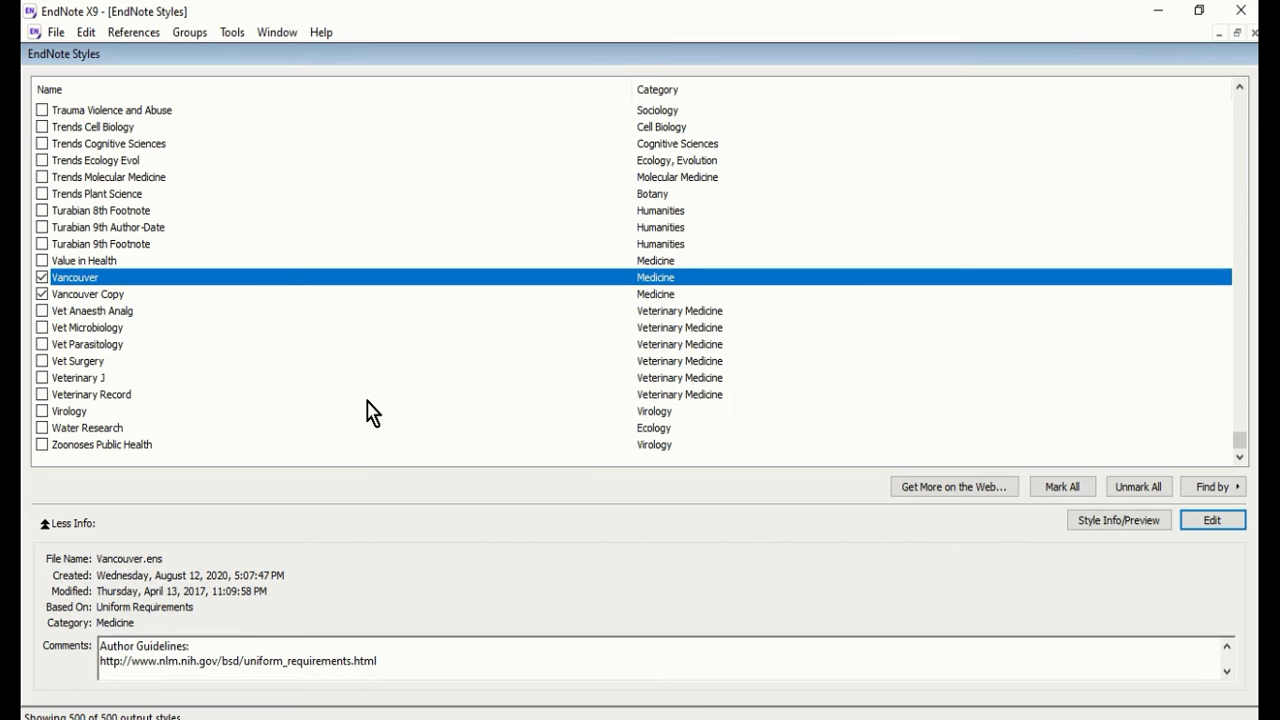 EndNote X9 - [EndNote Styles]
File Edit References Groups Tools Window Help
EndNote Styles
Name Category
Trauma Violence and Abuse Sociology
Trends Cell Biology Cell Biology
Trends Cognitive Sciences Cognitive Sciences
Trends Ecology Evol Ecology, Evolution
Trends Molecular Medicine Molecular Medicine
Trends Plant Science Botany
Turabian 8th Footnote Humanities
Turabian 9th Author-Date Humanities
Turabian 9th Footnote Humanities
Value in Health Medicine
Vancouver Medicine
Vancouver Copy Medicine
Vet Anaesth Analg Veterinary Medicine
Vet Microbiology Veterinary Medicine
Vet Parasitology Veterinary Medicine
Vet Surgery Veterinary Medicine
Veterinary J Veterinary Medicine
Veterinary Record Veterinary Medicine
Virology Virology
Water Research Ecology
Zoonoses Public Health Virology
Get More on the Web... Mark All Unmark All Find by
Less Info: Style Info/Preview Edit
File Name: Vancouver.ens
Created: Wednesday, August 12, 2020, 5:07:47 PM
Modified: Thursday, April 13, 2017, 11:09:58 PM
Based On: Uniform Requirements
Category: Medicine
Comments: Author Guidelines:
http://www.nlm.nih.gov/bsd/uniform_requirements.html
Showing 500 of 500 output styles